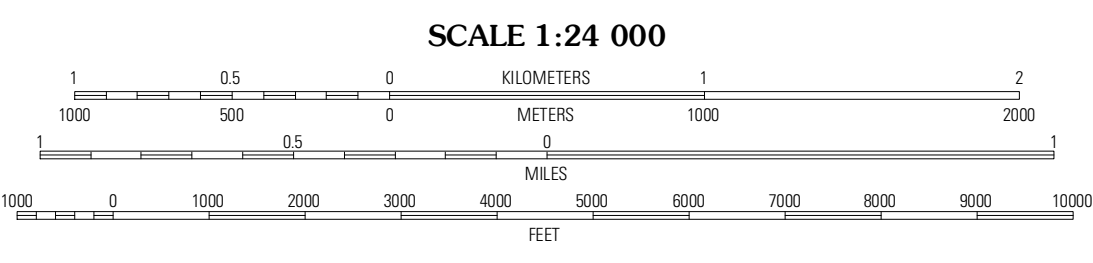 SCALE 1:24 000
1 0.5 0 KILOMETERS 1 2
1000 500 0 METERS 1000 2000
1 0.5 0 1
MILES
1000 0 1000 2000 3000 4000 5000 6000 7000 8000 9000 10000
FEET